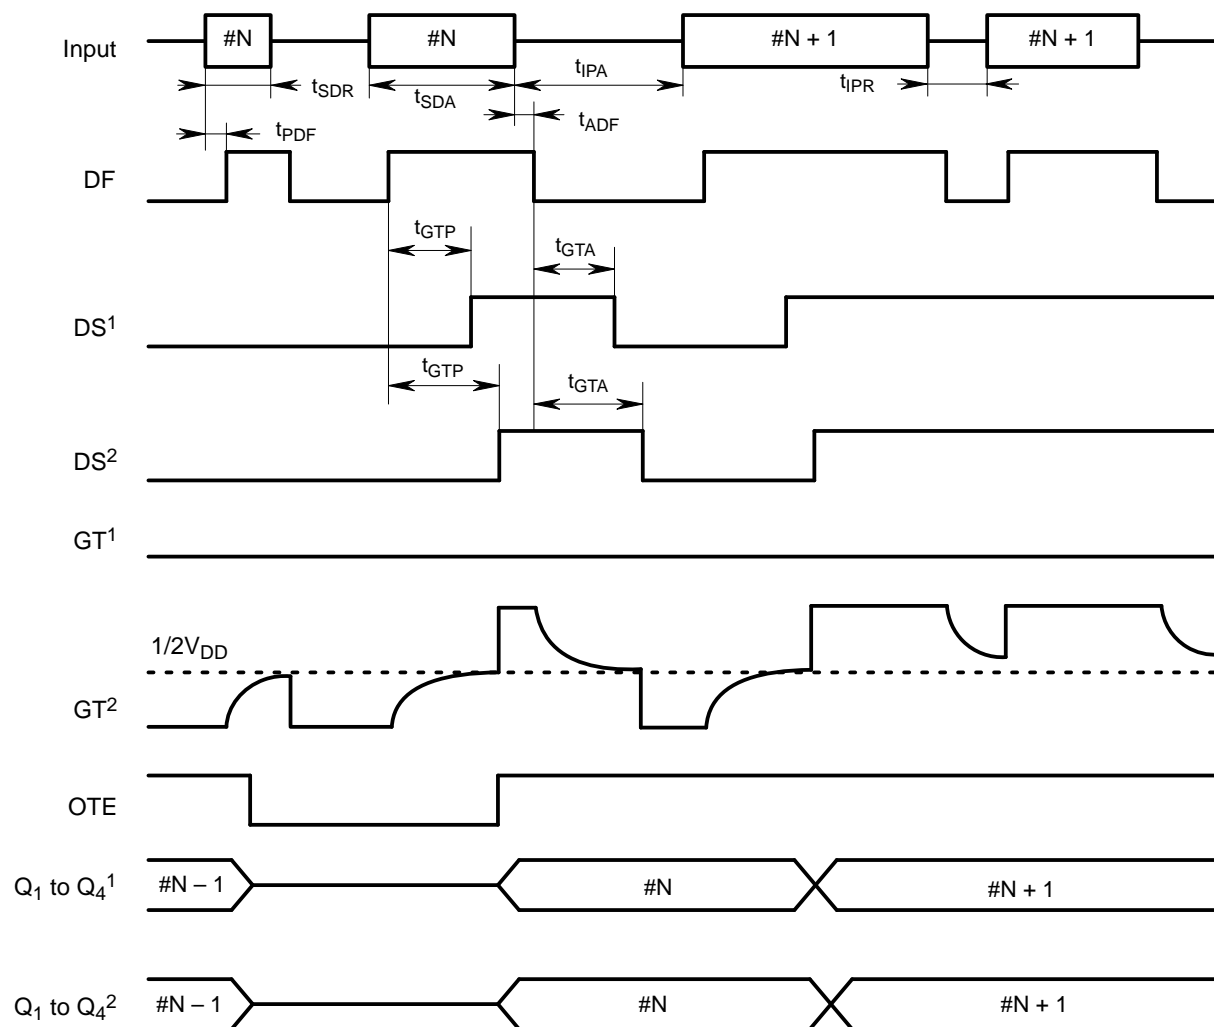 Input #N #N #N + 1 #N + 1
tSDR tSDA tIPA tIPR
tPDF tADF
DF
tGTP tGTA
DS1
tGTP tGTA
DS2
GT1
1/2VDD
GT2
OTE
Q1 to Q41 #N – 1 #N #N + 1
Q1 to Q42 #N – 1 #N #N + 1